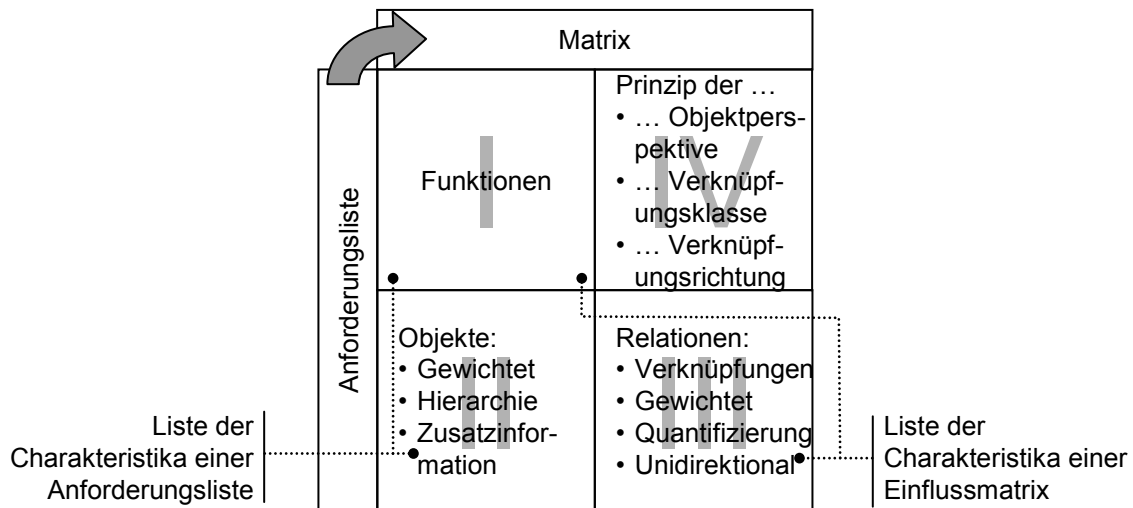 Matrix
Anforderungsliste
I
Funktionen
IV
Prinzip der …
• … Objektpers-
pektive
• … Verknüpf-
ungsklasse
• … Verknüpf-
ungsrichtung
II
Objekte:
• Gewichtet
• Hierarchie
• Zusatzinfor-
mation
III
Relationen:
• Verknüpfungen
• Gewichtet
• Quantifizierung
• Unidirektional
Liste der
Charakteristika einer
Anforderungsliste
Liste der
Charakteristika einer
Einflussmatrix